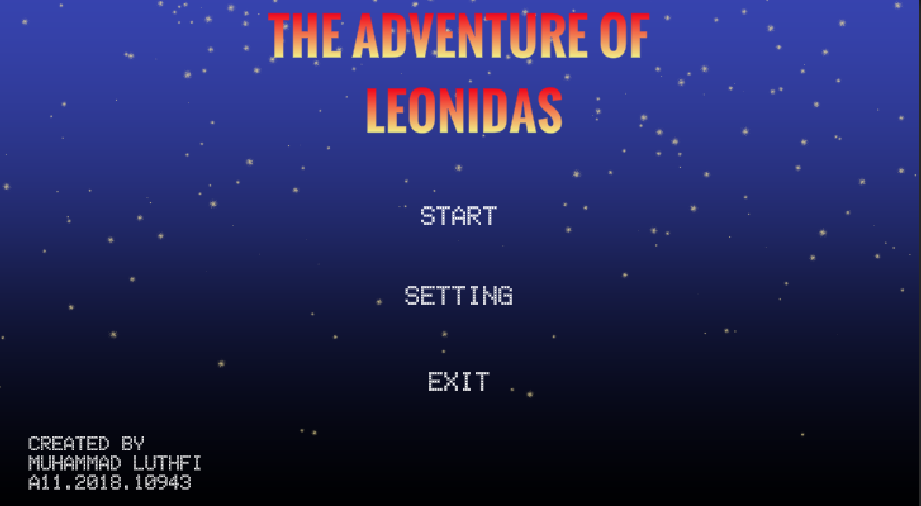 THE ADVENTURE OF
LEONIDAS
START
SETTING
EXIT
CREATED BY
MUHAMMAD LUTHFI
A11.2018.10943